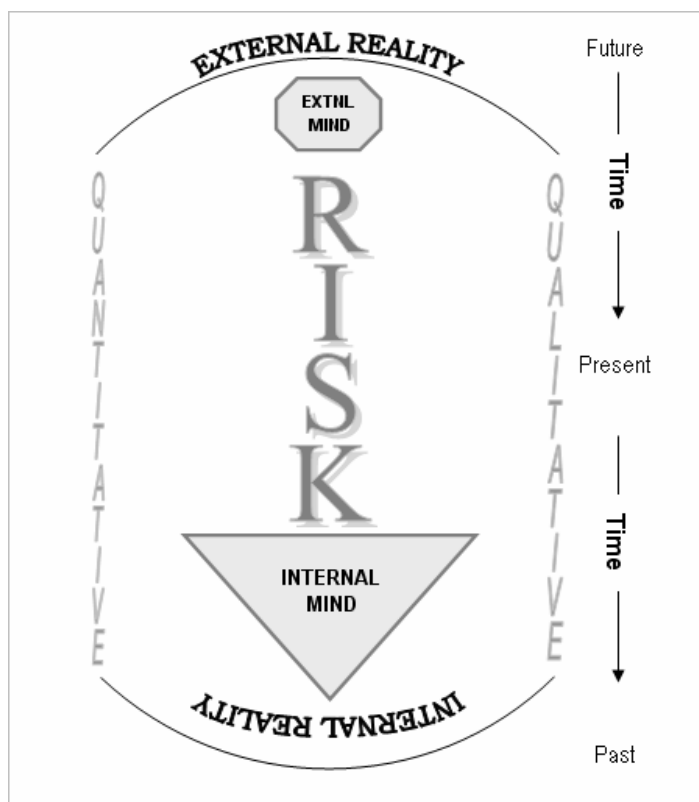 EXTERNAL REALITY
Future
EXTNL
MIND
Time
QUANTITATIVE
RISK
QUALITATIVE
Present
Time
INTERNAL
MIND
INTERNAL REALITY
Past